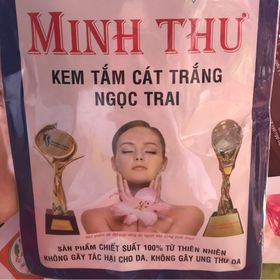 MINH THƯ
KEM TẮM CÁT TRẮNG
NGỌC TRAI
SẢN PHẨM CHIẾT SUẤT 100% TỪ THIÊN NHIÊN
KHÔNG GÂY TÁC HẠI CHO DA, KHÔNG GÂY UNG THƯ DA